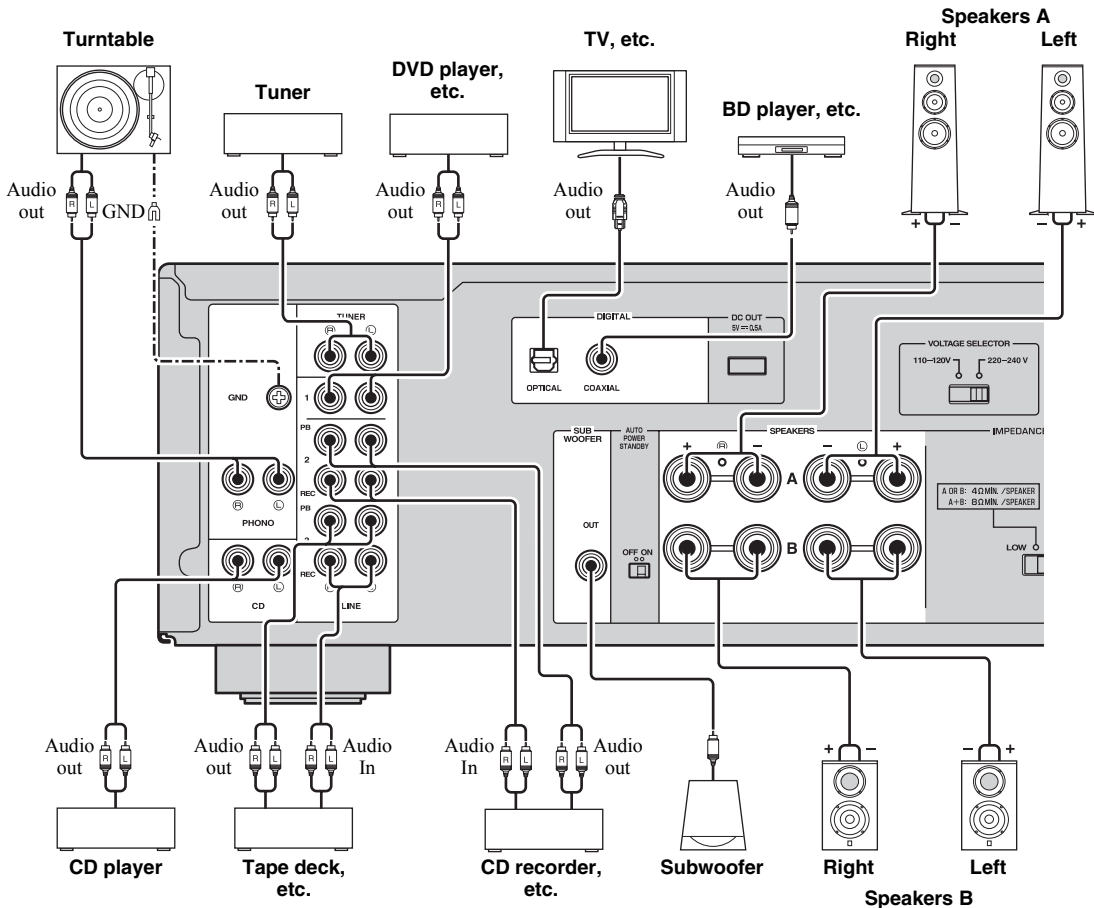 Speakers A
Right Left
Turntable
Tuner
DVD player,
etc.
TV, etc.
BD player, etc.
Audio
out
R L
GND
Audio
out
R L
Audio
out
R L
Audio
out
Audio
out
+ −
− +
TUNER
R L
GND
1
PB
2
REC
PB
3
REC
R L
PHONO
R L
CD
LINE
DIGITAL
OPTICAL
COAXIAL
DC OUT
5V ⎓ 0.5A
VOLTAGE SELECTOR
110–120V
220–240 V
SUB
WOOFER
OUT
AUTO
POWER
STANDBY
OFF ON
SPEAKERS
+ R − − L +
A
B
IMPEDANC
A OR B: 4ΩMIN. /SPEAKER
A+B: 8ΩMIN. /SPEAKER
LOW
Audio
out
R L
Audio
out
R L
R L
Audio
In
Audio
In
R L
R L
Audio
out
+ −
− +
CD player
Tape deck,
etc.
CD recorder,
etc.
Subwoofer
Right
Left
Speakers B